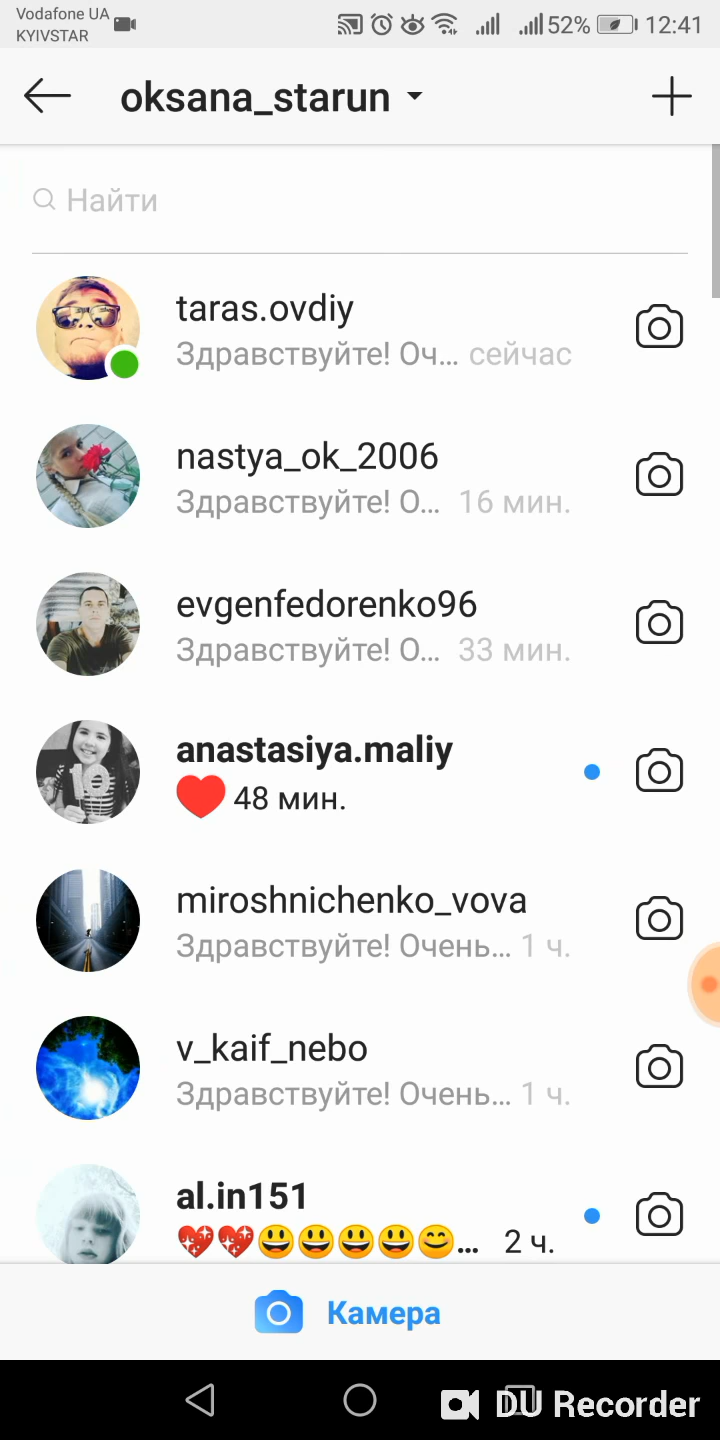 Vodafone UA
KYIVSTAR
52% 12:41
oksana_starun
Найти
taras.ovdiy
Здравствуйте! Оч... сейчас
nastya_ok_2006
Здравствуйте! О... 16 мин.
evgenfedorenko96
Здравствуйте! О... 33 мин.
anastasiya.maliy
❤️ 48 мин.
miroshnichenko_vova
Здравствуйте! Очень... 1 ч.
v_kaif_nebo
Здравствуйте! Очень... 1 ч.
al.in151
💖💖😃😃😃😃😊... 2 ч.
Камера
DU Recorder